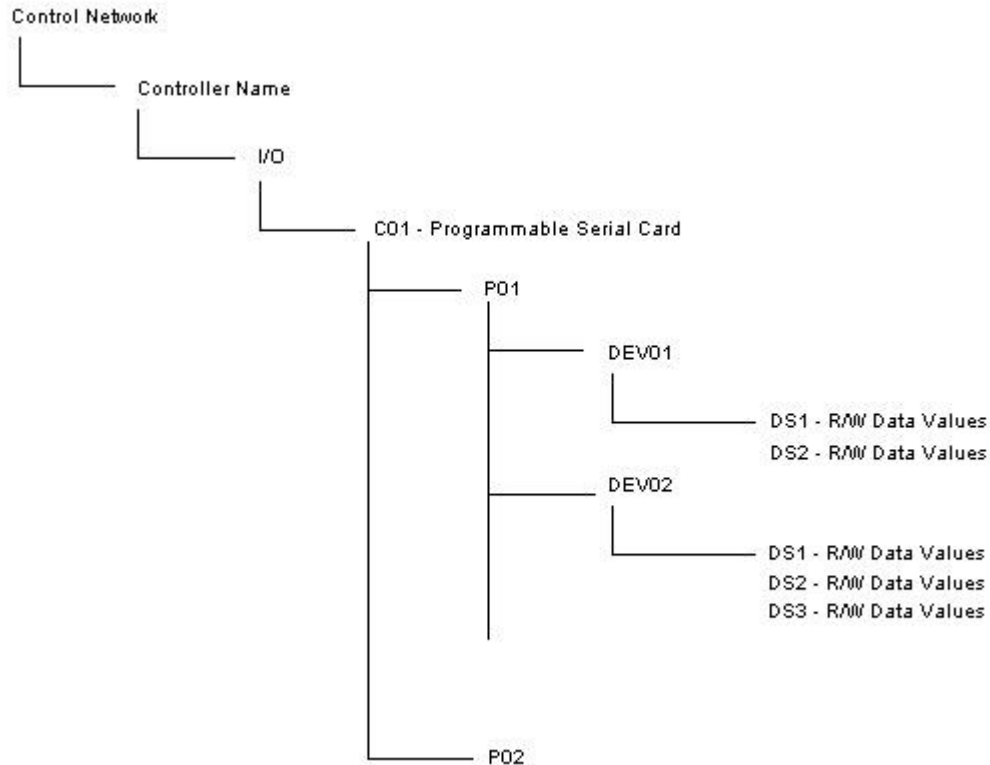 Control Network
Controller Name
I/O
C01 - Programmable Serial Card
P01
DEV01
DS1 - R/W Data Values
DS2 - R/W Data Values
DEV02
DS1 - R/W Data Values
DS2 - R/W Data Values
DS3 - R/W Data Values
P02